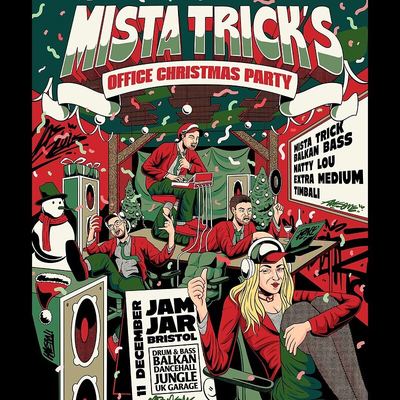 MISTA TRICK'S
OFFICE CHRISTMAS PARTY
MISTA TRICK
BALKAN BASS
NATTY LOU
EXTRA MEDIUM
TIMBALI
11 DECEMBER
JAM
JAR
BRISTOL
DRUM & BASS
BALKAN
DANCEHALL
JUNGLE
UK GARAGE